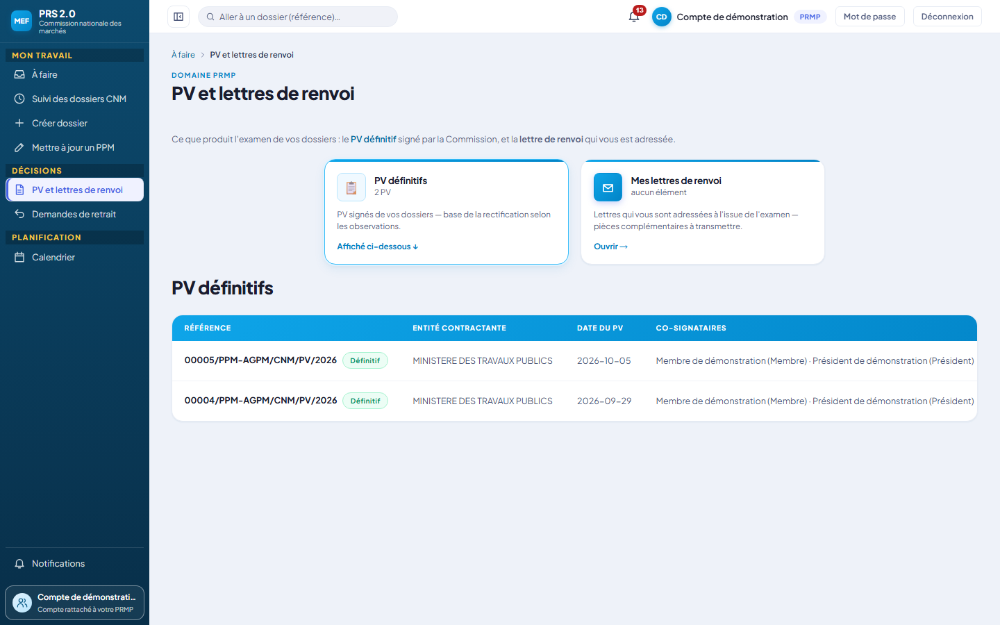 MEF
PRS 2.0
Commission nationale des
marchés
MON TRAVAIL
À faire
Suivi des dossiers CNM
Créer dossier
Mettre à jour un PPM
DÉCISIONS
PV et lettres de renvoi
Demandes de retrait
PLANIFICATION
Calendrier
Notifications
Compte de démonstrati...
Compte rattaché à votre PRMP
Aller à un dossier (référence)...
13
CD
Compte de démonstration
PRMP
Mot de passe
Déconnexion
À faire > PV et lettres de renvoi
DOMAINE PRMP
PV et lettres de renvoi
Ce que produit l'examen de vos dossiers : le PV définitif signé par la Commission, et la lettre de renvoi qui vous est adressée.
PV définitifs
2 PV
PV signés de vos dossiers — base de la rectification selon
les observations.
Affiché ci-dessous ↓
Mes lettres de renvoi
aucun élément
Lettres qui vous sont adressées à l'issue de l'examen —
pièces complémentaires à transmettre.
Ouvrir →
PV définitifs
RÉFÉRENCE ENTITÉ CONTRACTANTE DATE DU PV CO-SIGNATAIRES
00005/PPM-AGPM/CNM/PV/2026 Définitif MINISTERE DES TRAVAUX PUBLICS 2026-10-05 Membre de démonstration (Membre) · Président de démonstration (Président)
00004/PPM-AGPM/CNM/PV/2026 Définitif MINISTERE DES TRAVAUX PUBLICS 2026-09-29 Membre de démonstration (Membre) · Président de démonstration (Président)